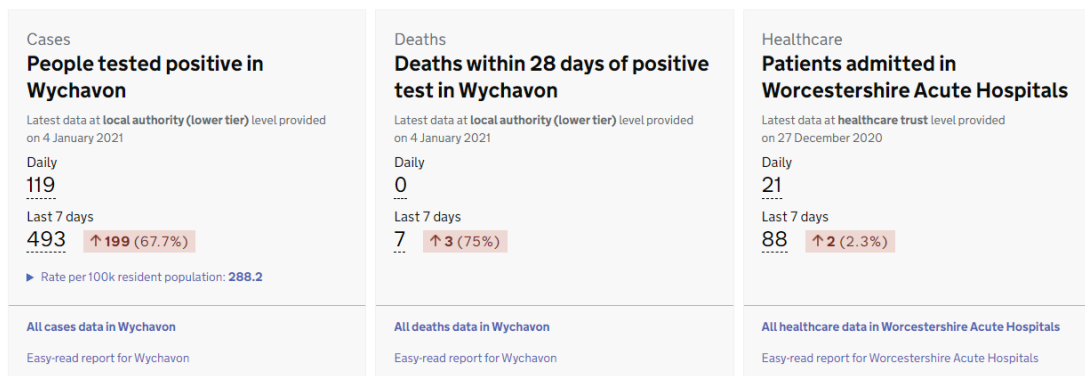 Cases
People tested positive in
Wychavon
Latest data at local authority (lower tier) level provided
on 4 January 2021
Daily
119
Last 7 days
493 ↑ 199 (67.7%)
▶ Rate per 100k resident population: 288.2
All cases data in Wychavon
Easy-read report for Wychavon
Deaths
Deaths within 28 days of positive
test in Wychavon
Latest data at local authority (lower tier) level provided
on 4 January 2021
Daily
0
Last 7 days
7 ↑ 3 (75%)
All deaths data in Wychavon
Easy-read report for Wychavon
Healthcare
Patients admitted in
Worcestershire Acute Hospitals
Latest data at healthcare trust level provided
on 27 December 2020
Daily
21
Last 7 days
88 ↑ 2 (2.3%)
All healthcare data in Worcestershire Acute Hospitals
Easy-read report for Worcestershire Acute Hospitals